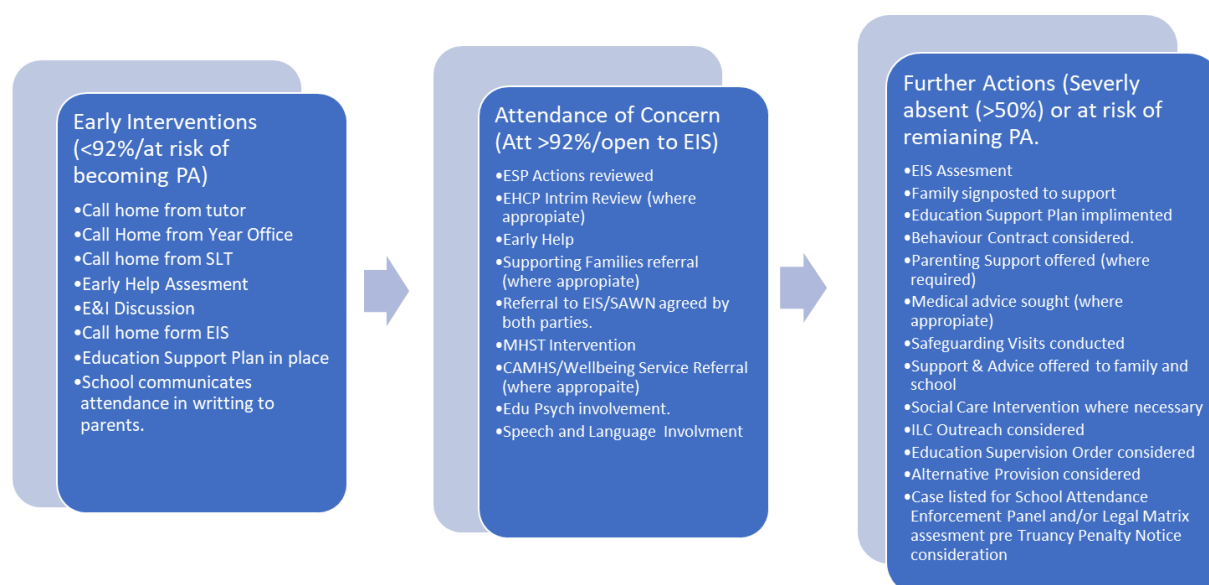 Early Interventions
(<92%/at risk of
becoming PA)
•Call home from tutor
•Call Home from Year Office
•Call home from SLT
•Early Help Assesment
•E&I Discussion
•Call home form EIS
•Education Support Plan in place
•School communicates
attendance in writting to
parents.
Attendance of Concern
(Att >92%/open to EIS)
•ESP Actions reviewed
•EHCP Intrim Review (where
appropiate)
•Early Help
•Supporting Families referral
(where appropiate)
•Referral to EIS/SAWN agreed by
both parties.
•MHST Intervention
•CAMHS/Wellbeing Service Referral
(where appropaite)
•Edu Psych involvement.
•Speech and Language Involvment
Further Actions (Severly
absent (>50%) or at risk of
remianing PA.
•EIS Assesment
•Family signposted to support
•Education Support Plan implimented
•Behaviour Contract considered.
•Parenting Support offered (where
required)
•Medical advice sought (where
appropiate)
•Safeguarding Visits conducted
•Support & Advice offered to family and
school
•Social Care Intervention where necessary
•ILC Outreach considered
•Education Supervision Order considered
•Alternative Provision considered
•Case listed for School Attendance
Enforcement Panel and/or Legal Matrix
assesment pre Truancy Penalty Notice
consideration